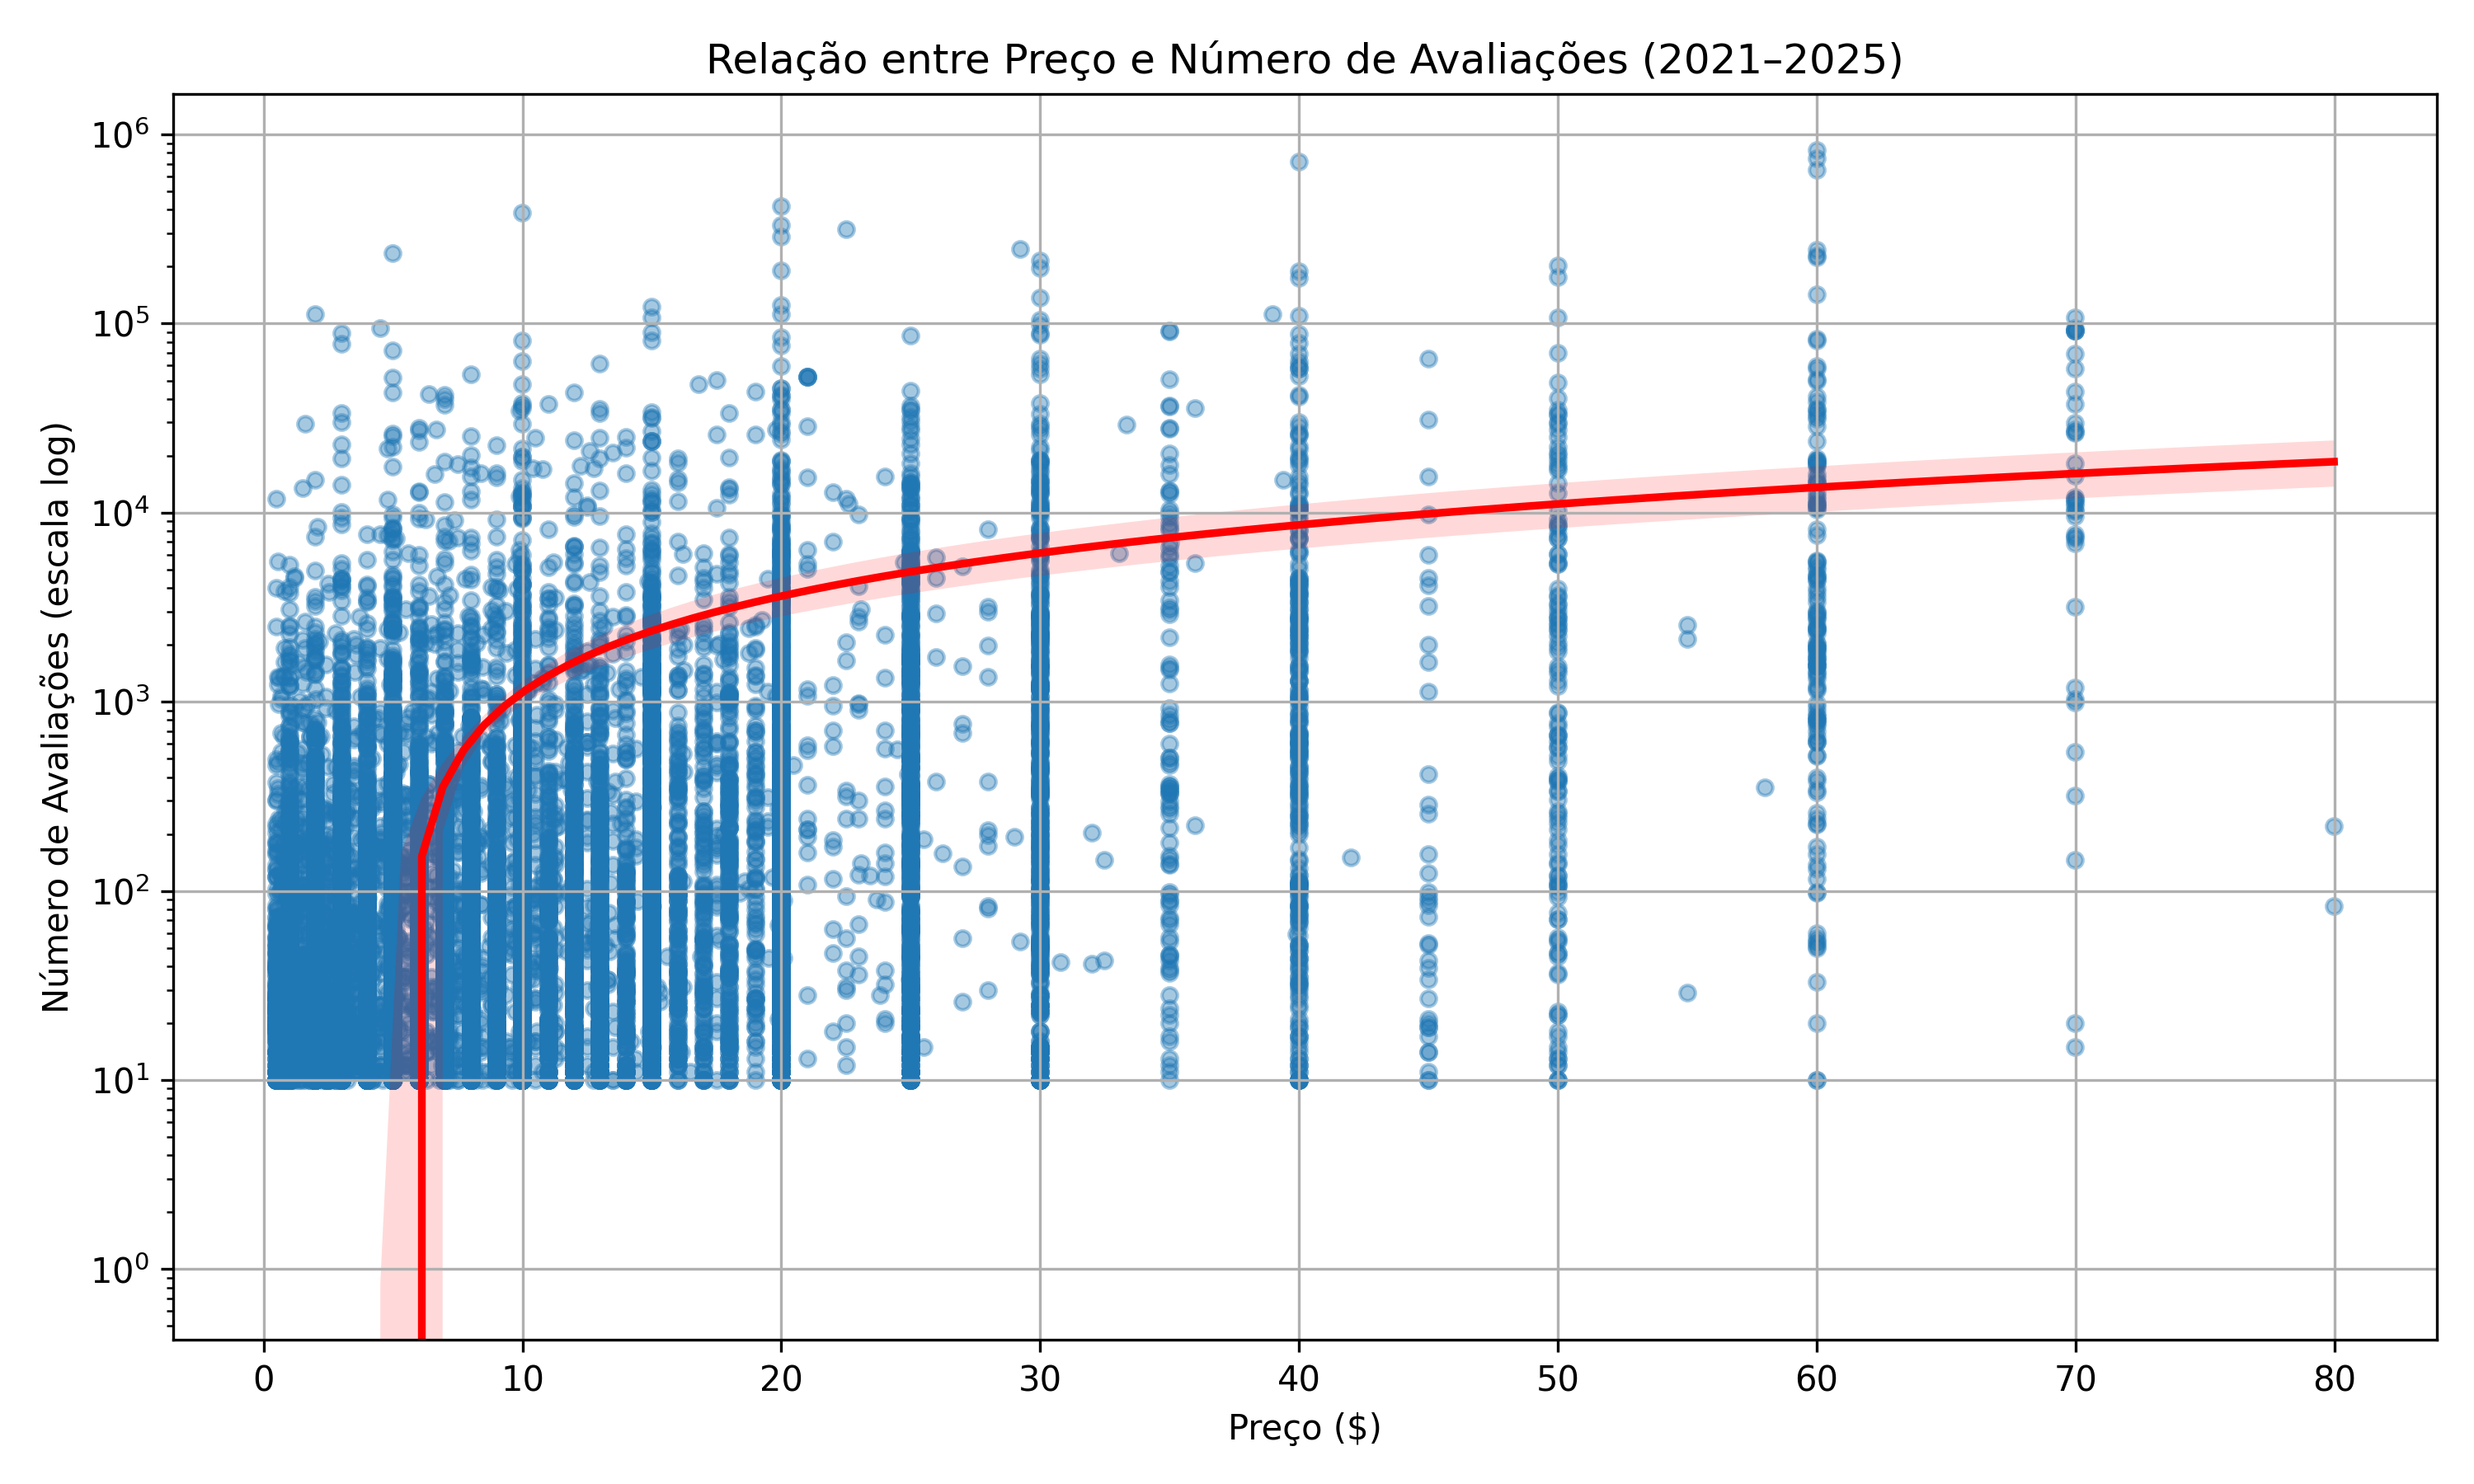 Relação entre Preço e Número de Avaliações (2021–2025)
Número de Avaliações (escala log)
10⁶
10⁵
10⁴
10³
10²
10¹
10⁰
0 10 20 30 40 50 60 70 80
Preço ($)